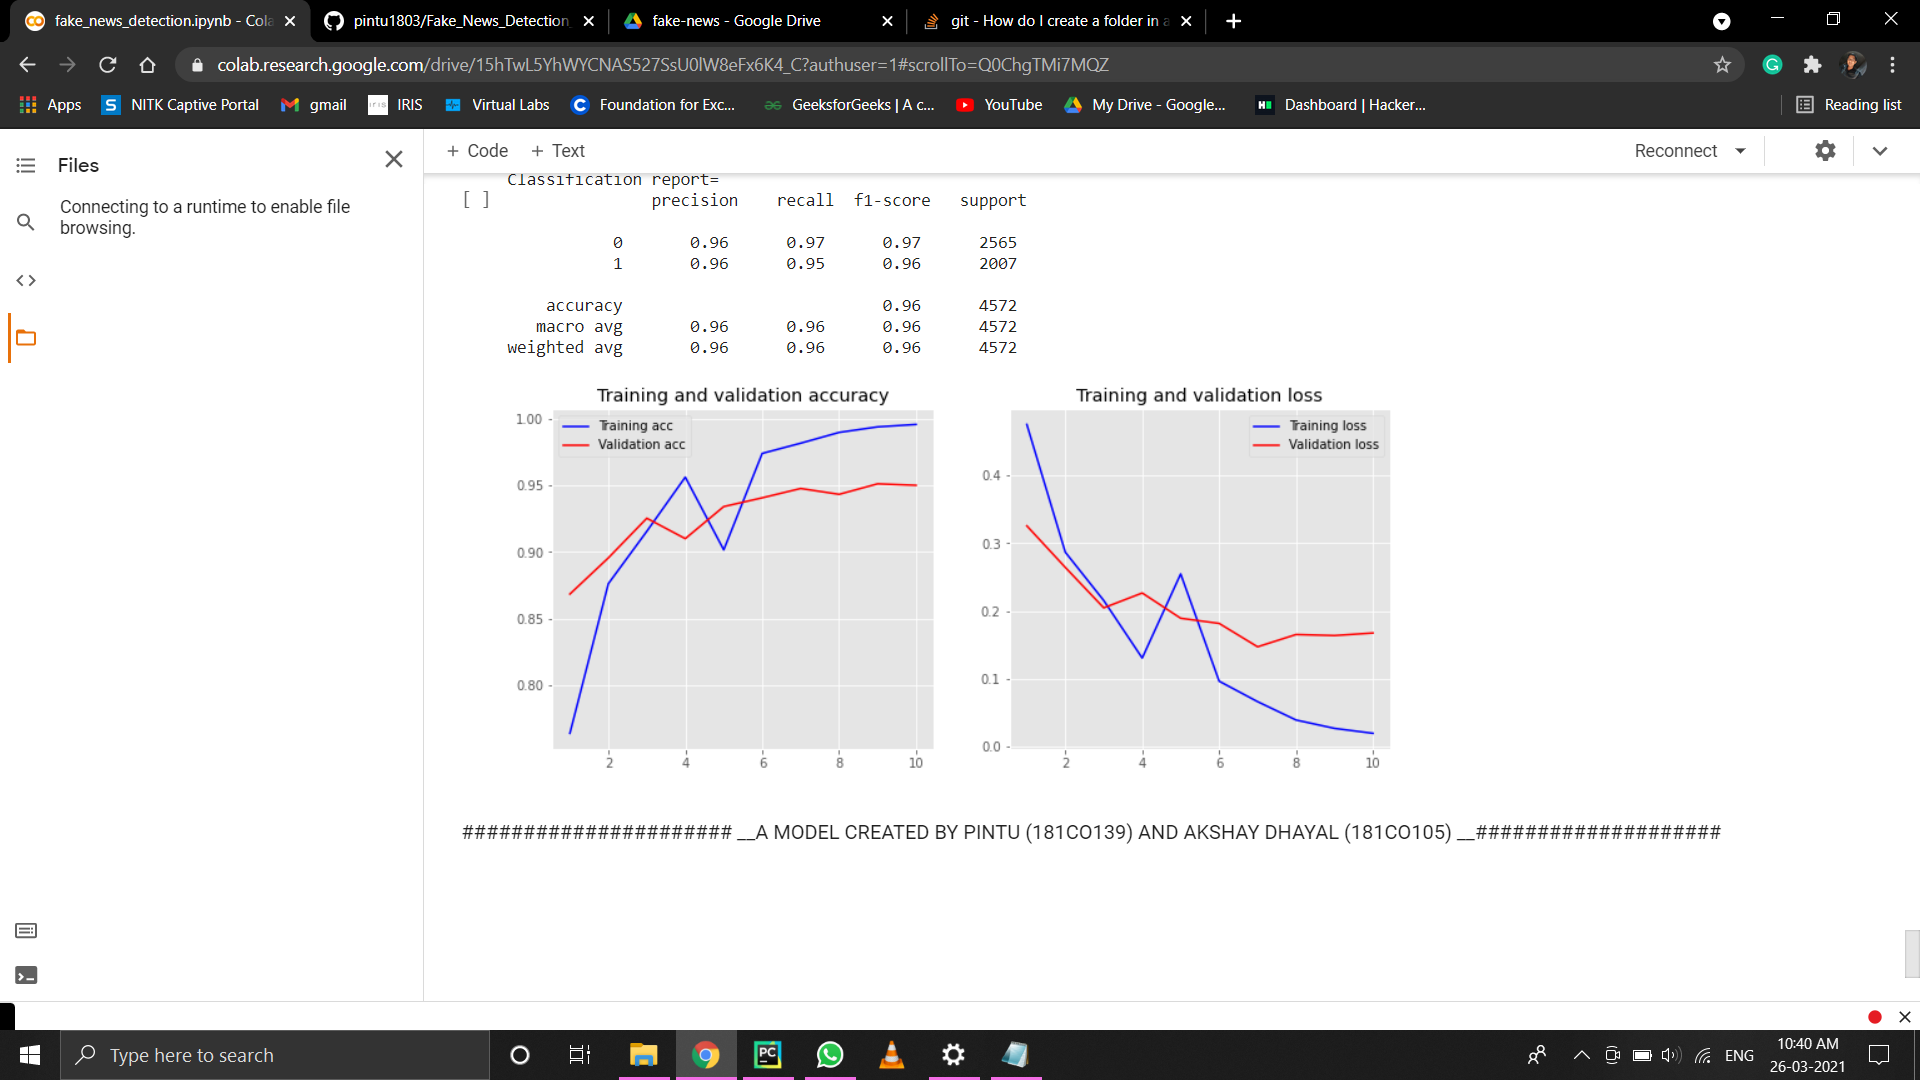 fake_news_detection.ipynb - Cola
pintu1803/Fake_News_Detection
fake-news - Google Drive
git - How do I create a folder in a
colab.research.google.com/drive/15hTwL5YhWYCNAS527SsU0lW8eFx6K4_C?authuser=1#scrollTo=Q0ChgTMi7MQZ
Apps
NITK Captive Portal
gmail
IRIS
Virtual Labs
Foundation for Exc...
GeeksforGeeks | A c...
YouTube
My Drive - Google...
Dashboard | Hacker...
Reading list
Files
Connecting to a runtime to enable file
browsing.
+ Code + Text
Reconnect
Classification report=
[ ] precision recall f1-score support
0 0.96 0.97 0.97 2565
1 0.96 0.95 0.96 2007
accuracy 0.96 4572
macro avg 0.96 0.96 0.96 4572
weighted avg 0.96 0.96 0.96 4572
Training and validation accuracy
Training acc
Validation acc
1.00
0.95
0.90
0.85
0.80
2 4 6 8 10
Training and validation loss
Training loss
Validation loss
0.4
0.3
0.2
0.1
0.0
2 4 6 8 10
###################### __A MODEL CREATED BY PINTU (181CO139) AND AKSHAY DHAYAL (181CO105) __####################
Type here to search
PC
ENG
10:40 AM
26-03-2021